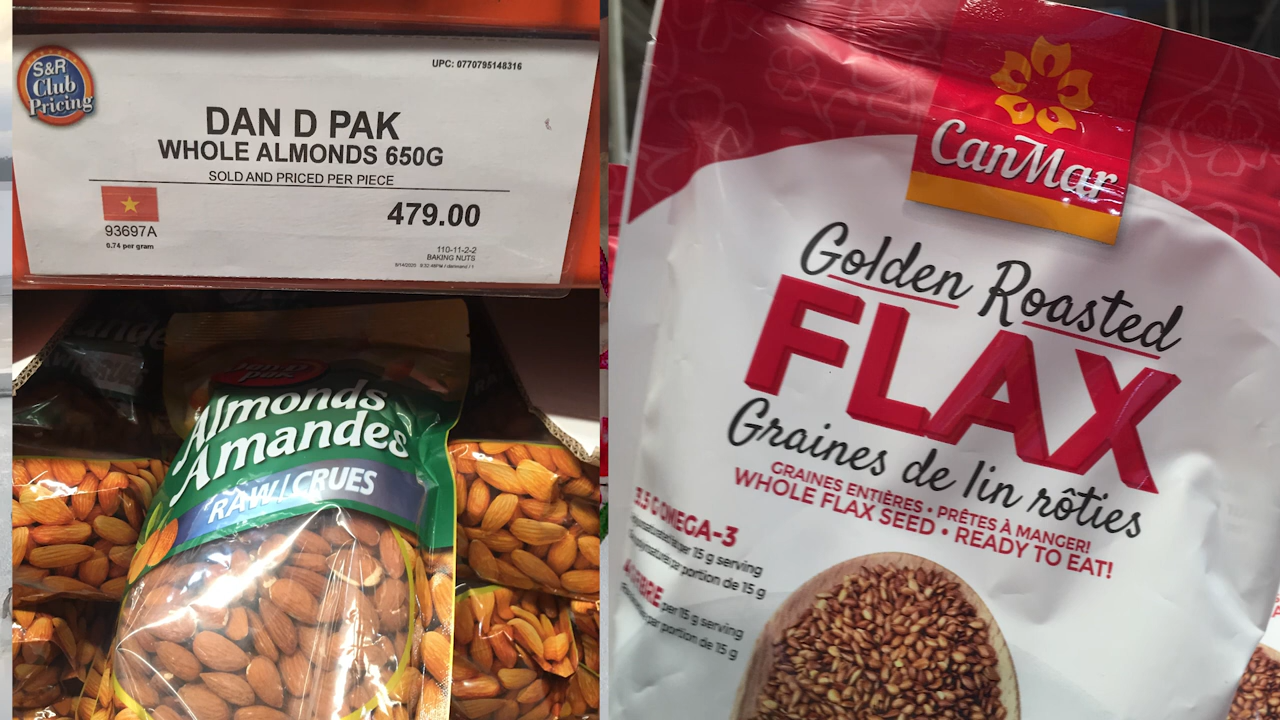 S&R
Club
Pricing
UPC: 0770795148316
DAN D PAK
WHOLE ALMONDS 650G
SOLD AND PRICED PER PIECE
479.00
93697A
0.74 per gram
110-11-2-2
BAKING NUTS
Dan D
Pak
Almonds
Amandes
RAW | CRUES
CanMar
Golden Roasted
FLAX
Graines de lin rôties
GRAINES ENTIÈRES • PRÊTES À MANGER!
WHOLE FLAX SEED • READY TO EAT!
OMEGA-3
per 15 g serving
par portion de 15 g
FIBRE per 15 g serving
par portion de 15 g